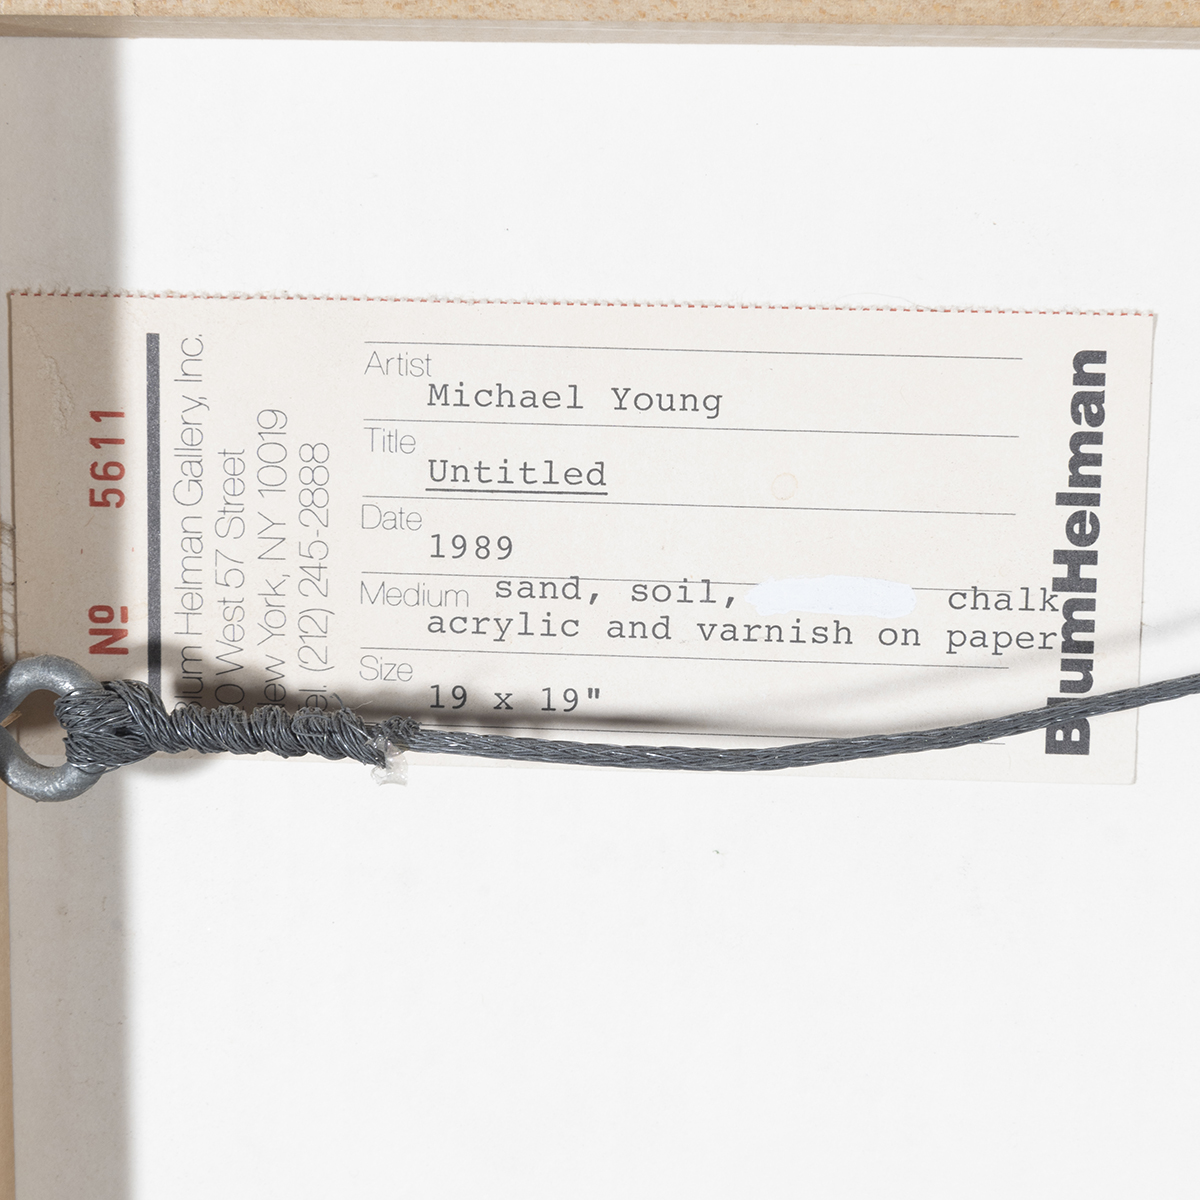 Nº 5611
Blum Helman Gallery, Inc.
West 57 Street
New York, NY 10019
Tel. (212) 245-2888
Artist
Michael Young
Title
Untitled
Date
1989
Medium sand, soil, chalk
acrylic and varnish on paper
Size
19 x 19"
BlumHelman